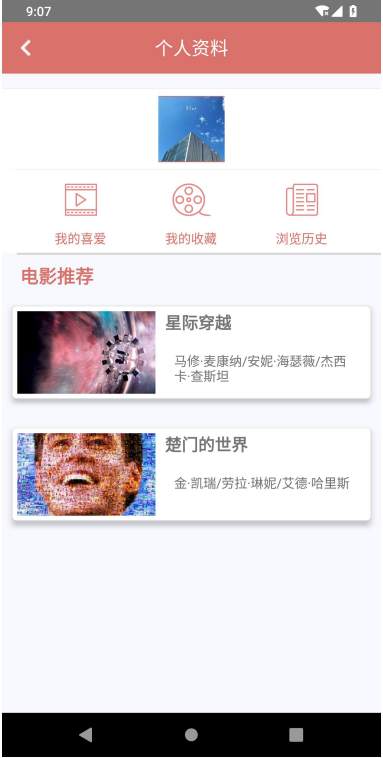 9:07
个人资料
我的喜爱
我的收藏
浏览历史
电影推荐
星际穿越
马修·麦康纳/安妮·海瑟薇/杰西
卡·查斯坦
楚门的世界
金·凯瑞/劳拉·琳妮/艾德·哈里斯